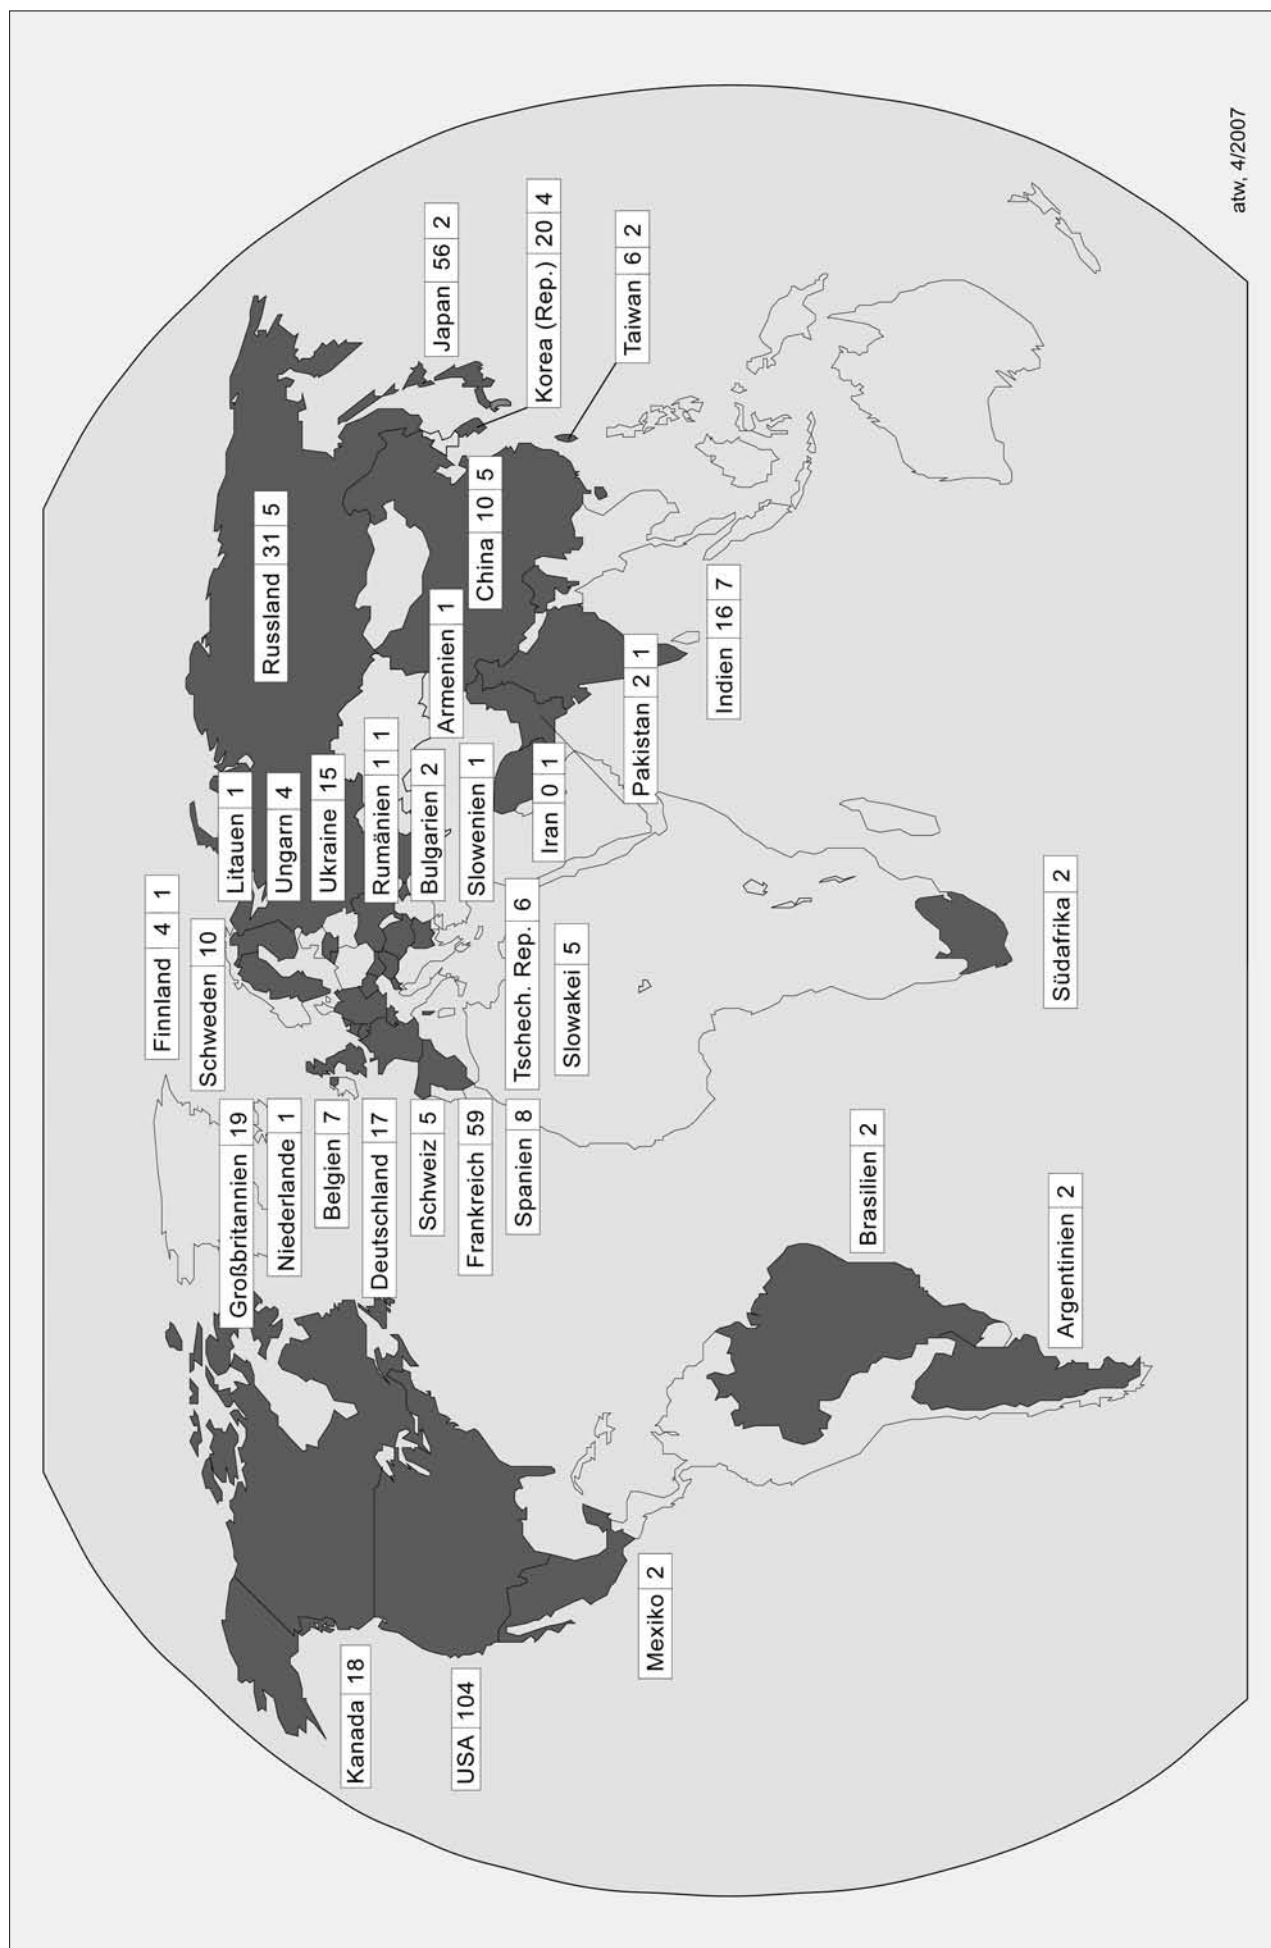 Finnland 4 1
Schweden 10
Großbritannien 19
Niederlande 1
Belgien 7
Deutschland 17
Schweiz 5
Frankreich 59
Spanien 8
Litauen 1
Ungarn 4
Ukraine 15
Rumänien 1 1
Bulgarien 2
Slowenien 1
Tschech. Rep. 6
Slowakei 5
Russland 31 5
Armenien 1
China 10 5
Japan 56 2
Korea (Rep.) 20 4
Taiwan 6 2
Iran 0 1
Pakistan 2 1
Indien 16 7
Kanada 18
USA 104
Mexiko 2
Brasilien 2
Argentinien 2
Südafrika 2
atw, 4/2007